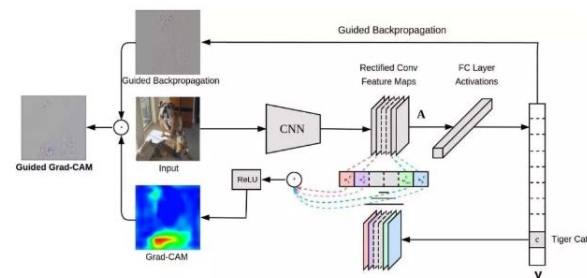 Guided Backpropagation
Guided Backpropagation
Rectified Conv
Feature Maps
FC Layer
Activations
A
CNN
Guided Grad-CAM
Input
ReLU
+
Grad-CAM
c
Tiger Cat
y